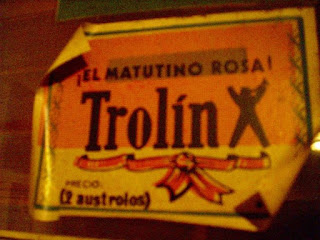 ¡EL MATUTINO ROSA!
Trolín
PRECIO:
(2 austrolos)